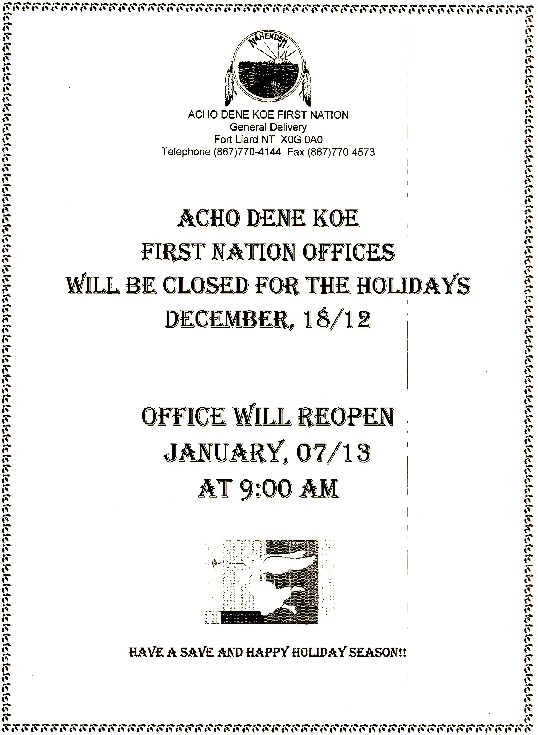 ACHO DENE KOE FIRST NATION
General Delivery
Fort Liard NT X0G 0A0
Telephone (867)770-4144 Fax (867)770 4573
ACHO DENE KOE
FIRST NATION OFFICES
WILL BE CLOSED FOR THE HOLIDAYS
DECEMBER, 18/12
OFFICE WILL REOPEN
JANUARY, 07/13
AT 9:00 AM
HAVE A SAVE AND HAPPY HOLIDAY SEASON!!